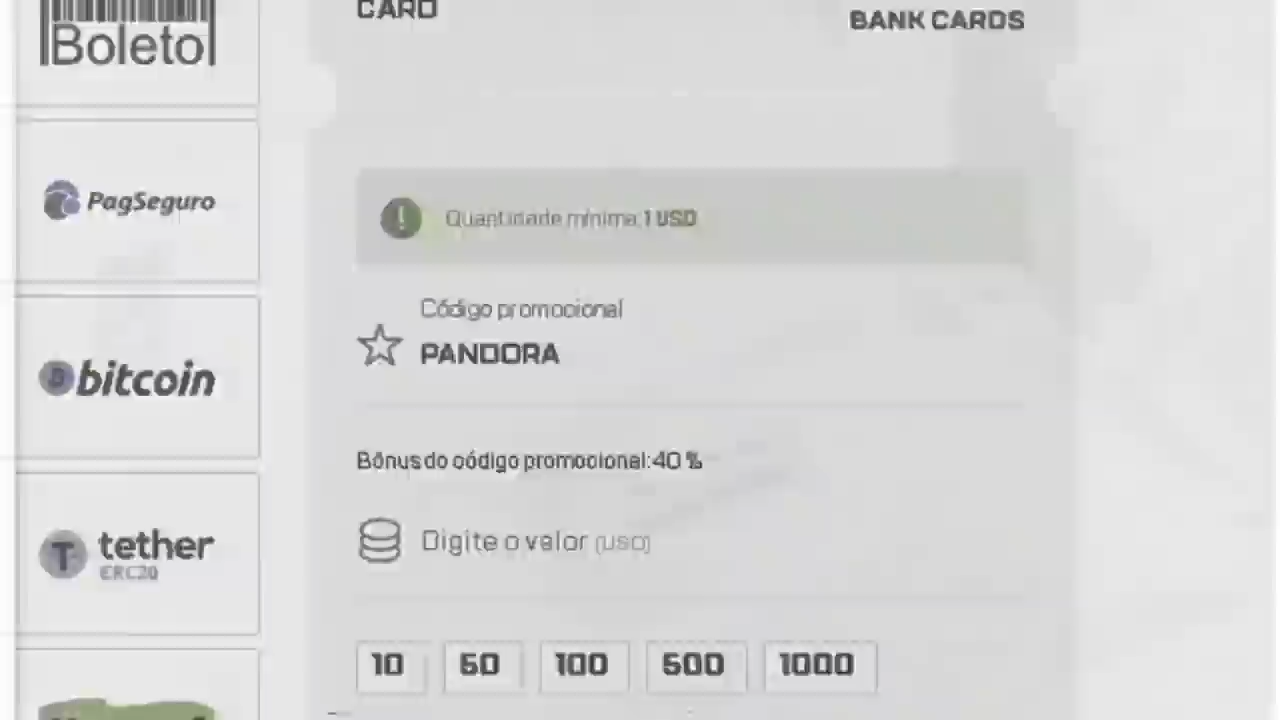 CARD
BANK CARDS
Boleto
PagSeguro
Quantidade mínima: 1 USD
Código promocional
PANDORA
bitcoin
Bônus do código promocional: 40 %
tether
ERC20
Digite o valor (USD)
10 50 100 500 1000